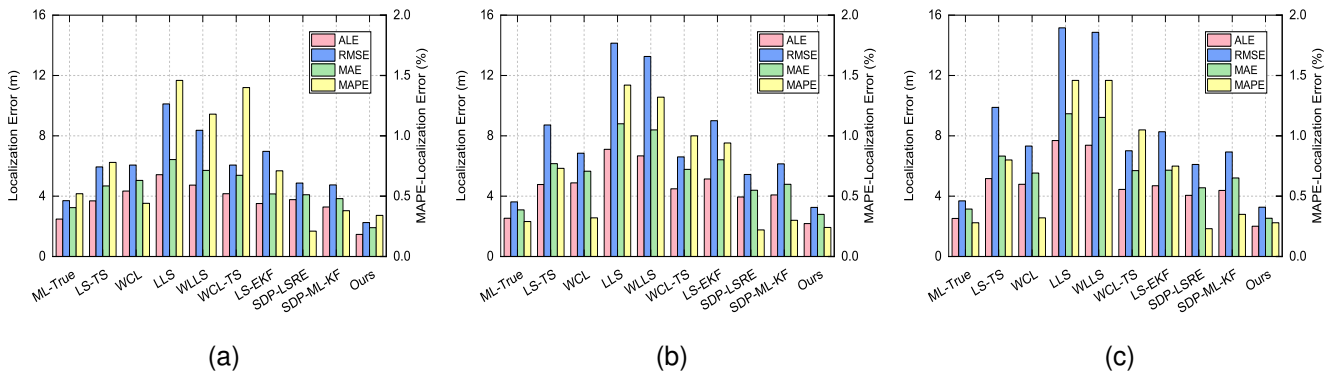 16
12
8
4
0
Localization Error (m)
2.0
1.5
1.0
0.5
0.0
MAPE-Localization Error (%)
ALE
RMSE
MAE
MAPE
ML-True
LS-TS
WCL
LLS
WLLS
WCL-TS
LS-EKF
SDP-LSRE
SDP-ML-KF
Ours
(a)
16
12
8
4
0
Localization Error (m)
2.0
1.5
1.0
0.5
0.0
MAPE-Localization Error (%)
ALE
RMSE
MAE
MAPE
ML-True
LS-TS
WCL
LLS
WLLS
WCL-TS
LS-EKF
SDP-LSRE
SDP-ML-KF
Ours
(b)
16
12
8
4
0
Localization Error (m)
2.0
1.5
1.0
0.5
0.0
MAPE-Localization Error (%)
ALE
RMSE
MAE
MAPE
ML-True
LS-TS
WCL
LLS
WLLS
WCL-TS
LS-EKF
SDP-LSRE
SDP-ML-KF
Ours
(c)